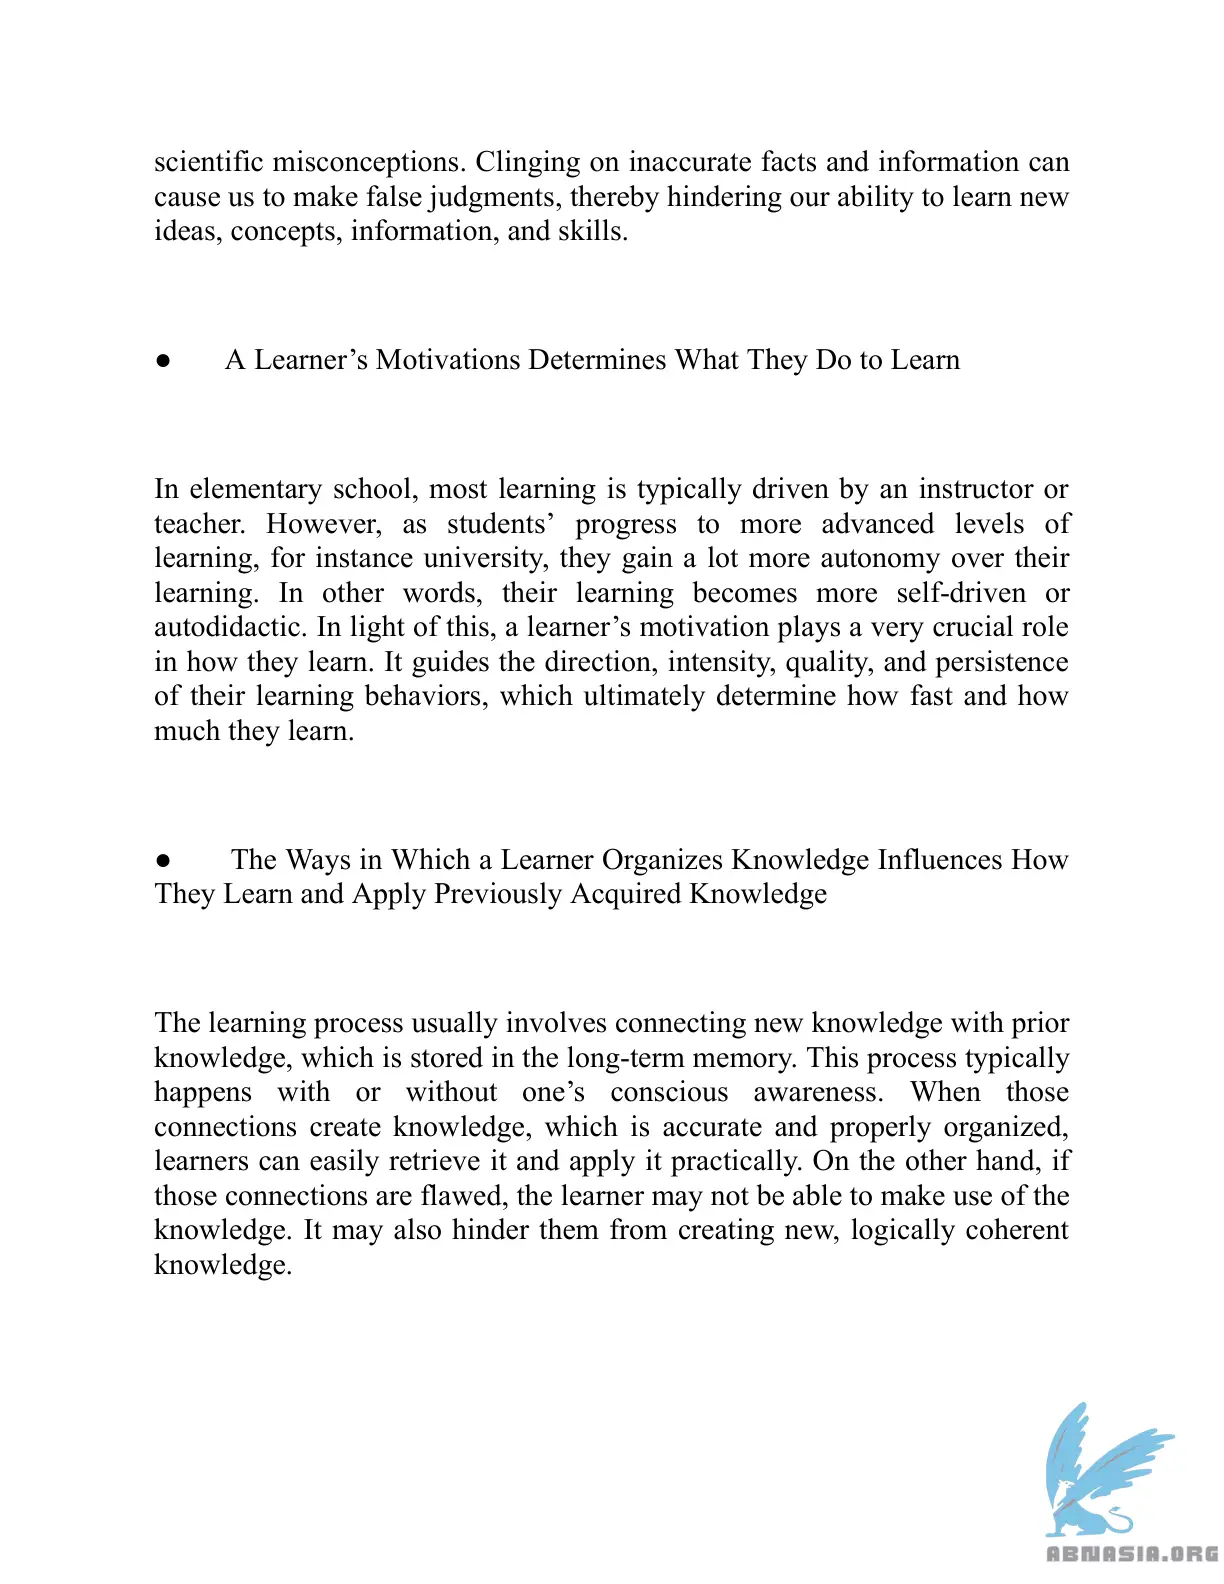 scientific misconceptions. Clinging on inaccurate facts and information can
cause us to make false judgments, thereby hindering our ability to learn new
ideas, concepts, information, and skills.
● A Learner’s Motivations Determines What They Do to Learn
In elementary school, most learning is typically driven by an instructor or
teacher. However, as students’ progress to more advanced levels of
learning, for instance university, they gain a lot more autonomy over their
learning. In other words, their learning becomes more self-driven or
autodidactic. In light of this, a learner’s motivation plays a very crucial role
in how they learn. It guides the direction, intensity, quality, and persistence
of their learning behaviors, which ultimately determine how fast and how
much they learn.
● The Ways in Which a Learner Organizes Knowledge Influences How
They Learn and Apply Previously Acquired Knowledge
The learning process usually involves connecting new knowledge with prior
knowledge, which is stored in the long-term memory. This process typically
happens with or without one’s conscious awareness. When those
connections create knowledge, which is accurate and properly organized,
learners can easily retrieve it and apply it practically. On the other hand, if
those connections are flawed, the learner may not be able to make use of the
knowledge. It may also hinder them from creating new, logically coherent
knowledge.
ABNASIA.ORG